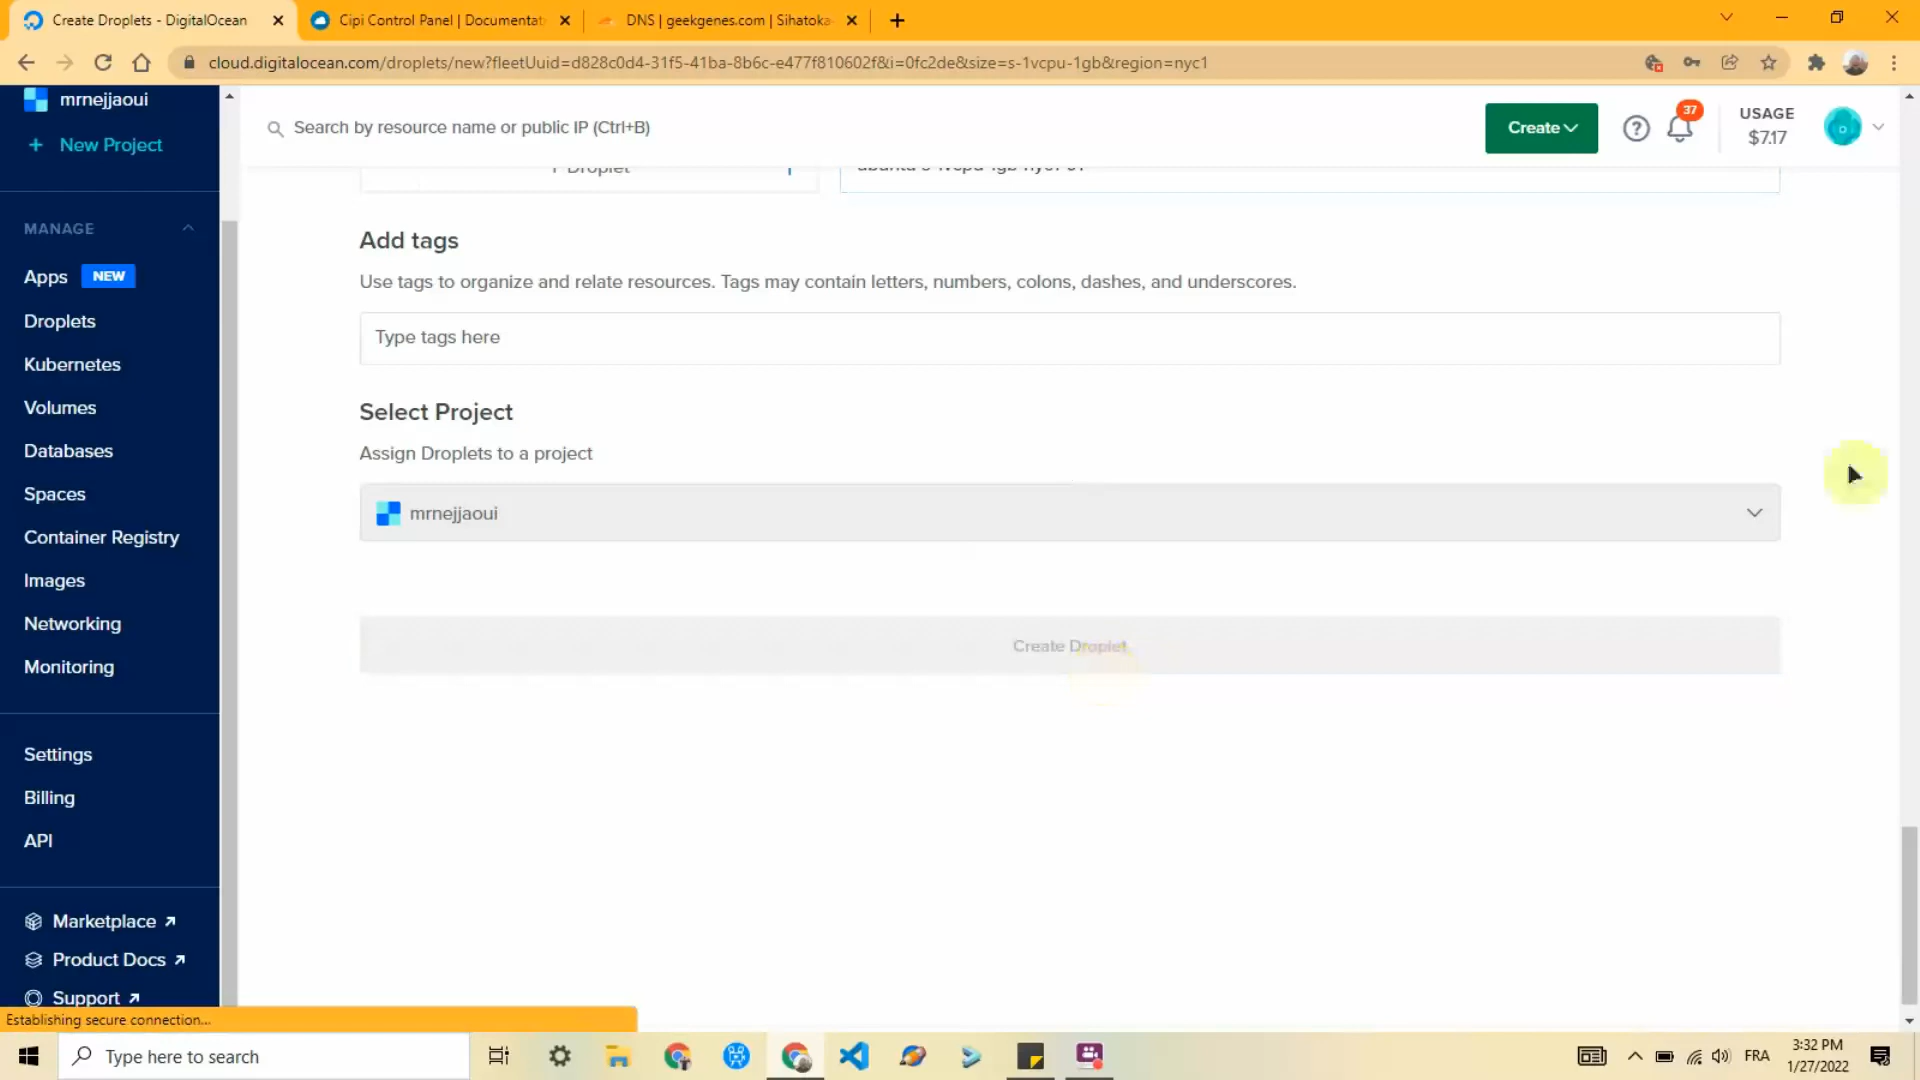 Create Droplets - DigitalOcean
Cipi Control Panel | Documentat
DNS | geekgenes.com | Sihatoka
cloud.digitalocean.com/droplets/new?fleetUuid=d828c0d4-31f5-41ba-8b6c-e477f810602f&i=0fc2de&size=s-1vcpu-1gb&region=nyc1
mrnejjaoui
+ New Project
MANAGE
Apps NEW
Droplets
Kubernetes
Volumes
Databases
Spaces
Container Registry
Images
Networking
Monitoring
Settings
Billing
API
Marketplace
Product Docs
Support
Establishing secure connection...
Search by resource name or public IP (Ctrl+B)
Create
37
USAGE
$7.17
Droplet
Add tags
Use tags to organize and relate resources. Tags may contain letters, numbers, colons, dashes, and underscores.
Type tags here
Select Project
Assign Droplets to a project
mrnejjaoui
Create Droplet
Type here to search
FRA
3:32 PM
1/27/2022